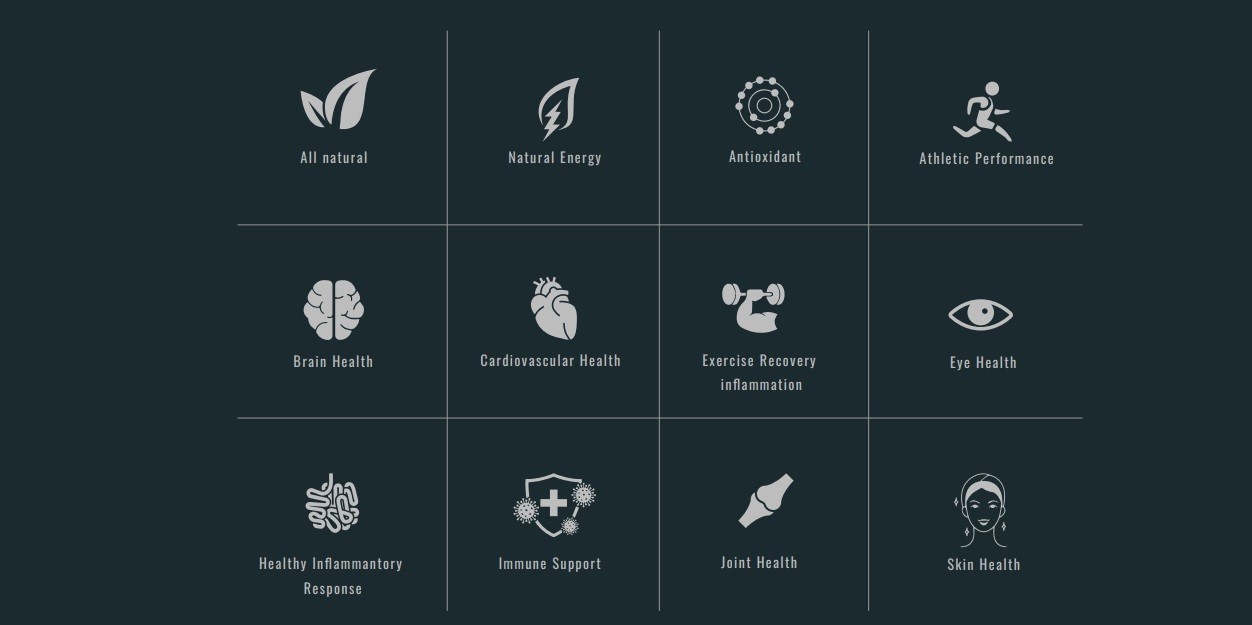 All natural
Natural Energy
Antioxidant
Athletic Performance
Brain Health
Cardiovascular Health
Exercise Recovery
inflammation
Eye Health
Healthy Inflammantory
Response
Immune Support
Joint Health
Skin Health